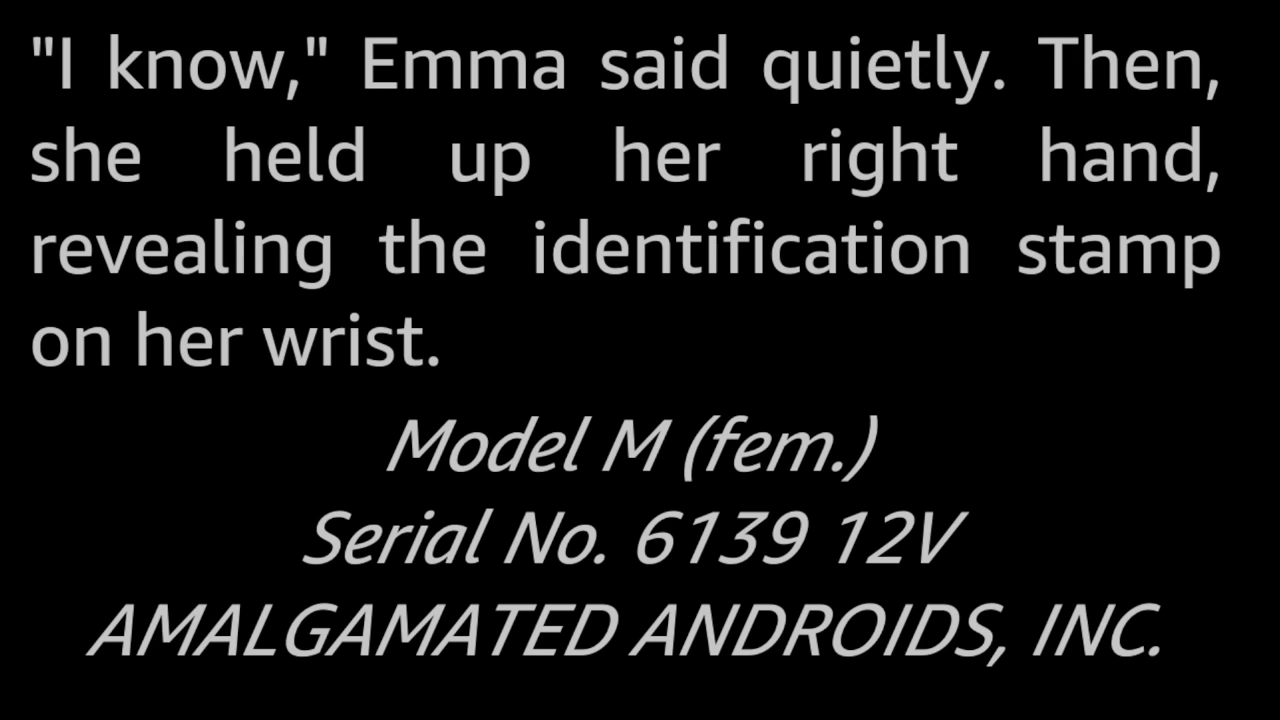 "I know," Emma said quietly. Then,
she held up her right hand,
revealing the identification stamp
on her wrist.
Model M (fem.)
Serial No. 6139 12V
AMALGAMATED ANDROIDS, INC.